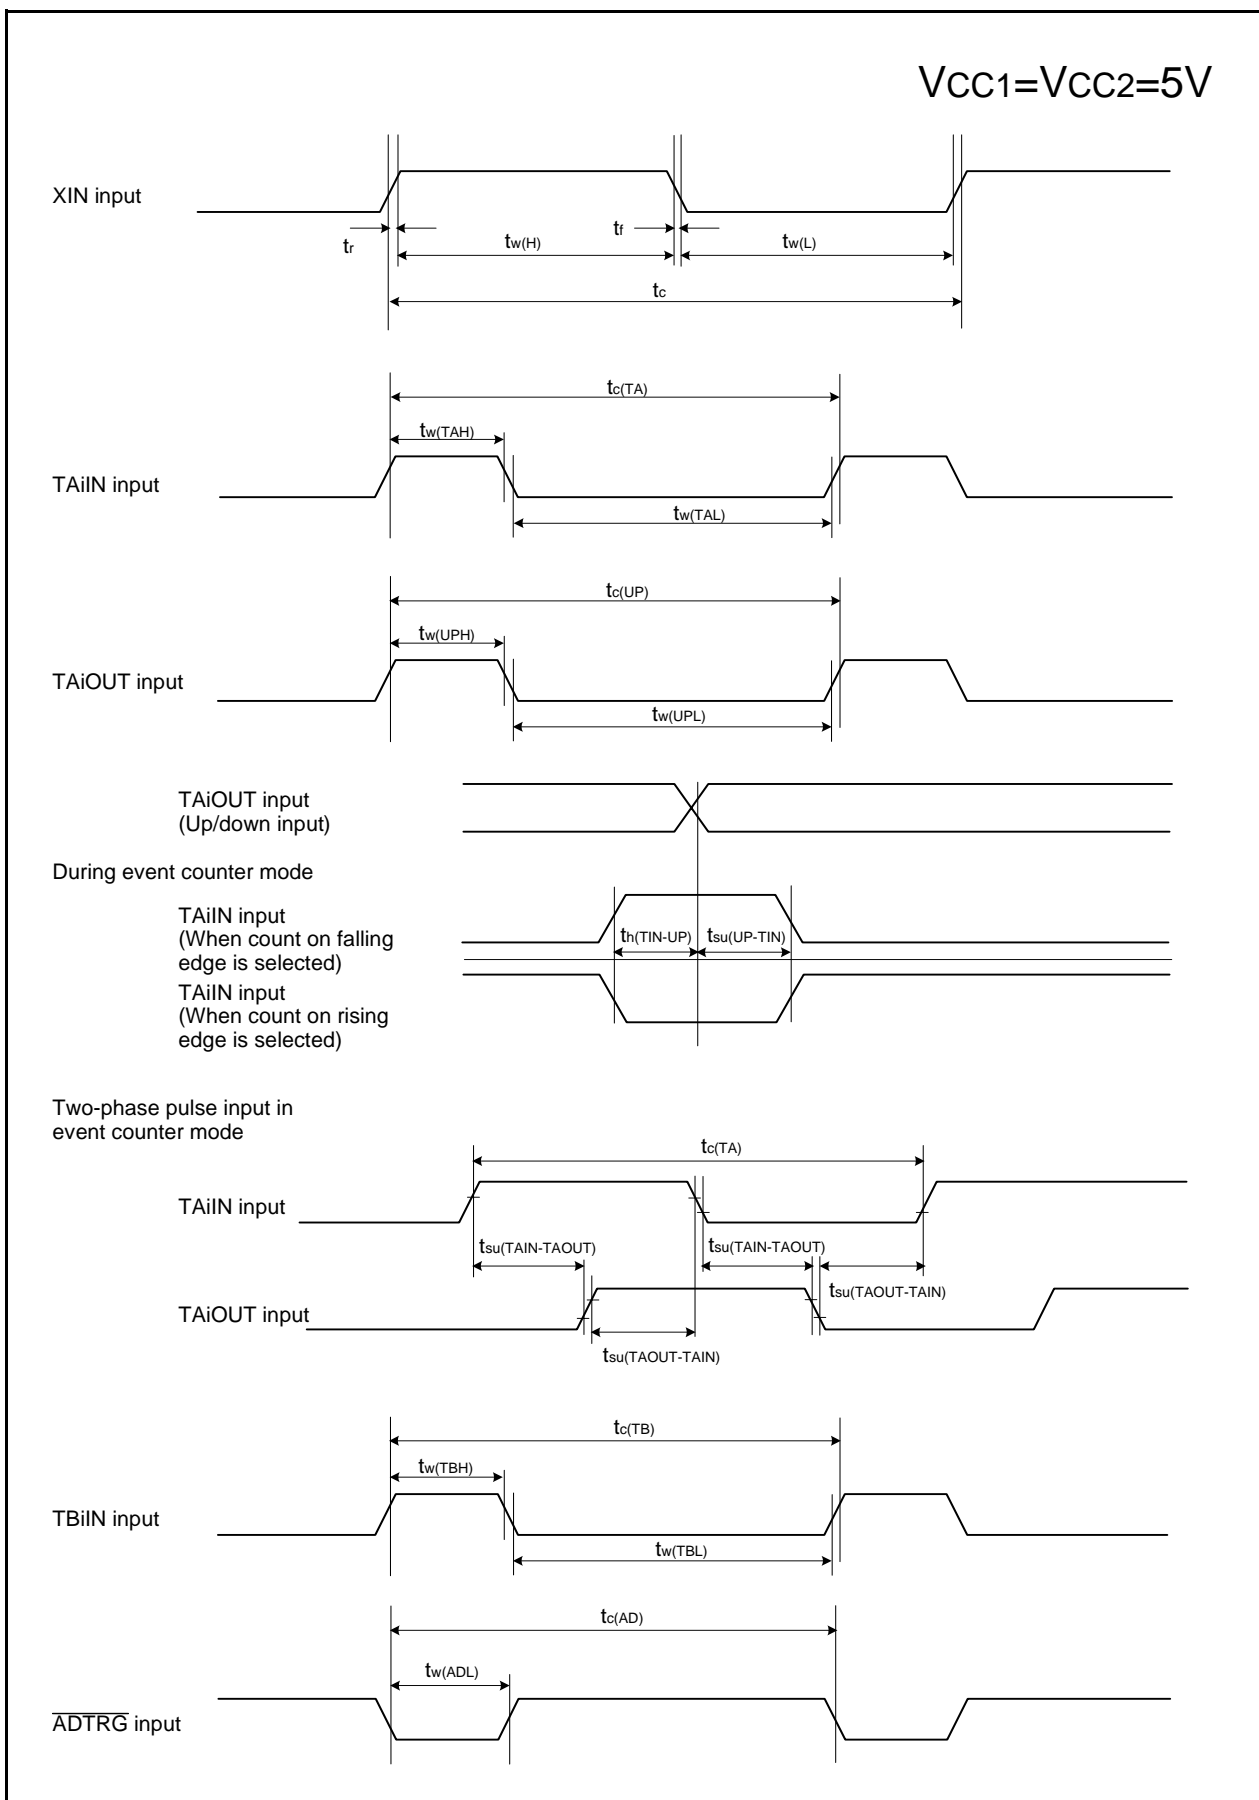 VCC1=VCC2=5V
XIN input
tr
tw(H)
tf
tw(L)
tc
tc(TA)
tw(TAH)
TAiIN input
tw(TAL)
tc(UP)
tw(UPH)
TAiOUT input
tw(UPL)
TAiOUT input
(Up/down input)
During event counter mode
TAiIN input
(When count on falling
edge is selected)
th(TIN-UP)
tsu(UP-TIN)
TAiIN input
(When count on rising
edge is selected)
Two-phase pulse input in
event counter mode
tc(TA)
TAiIN input
tsu(TAIN-TAOUT)
tsu(TAIN-TAOUT)
tsu(TAOUT-TAIN)
TAiOUT input
tsu(TAOUT-TAIN)
tc(TB)
tw(TBH)
TBiIN input
tw(TBL)
tc(AD)
tw(ADL)
ADTRG input